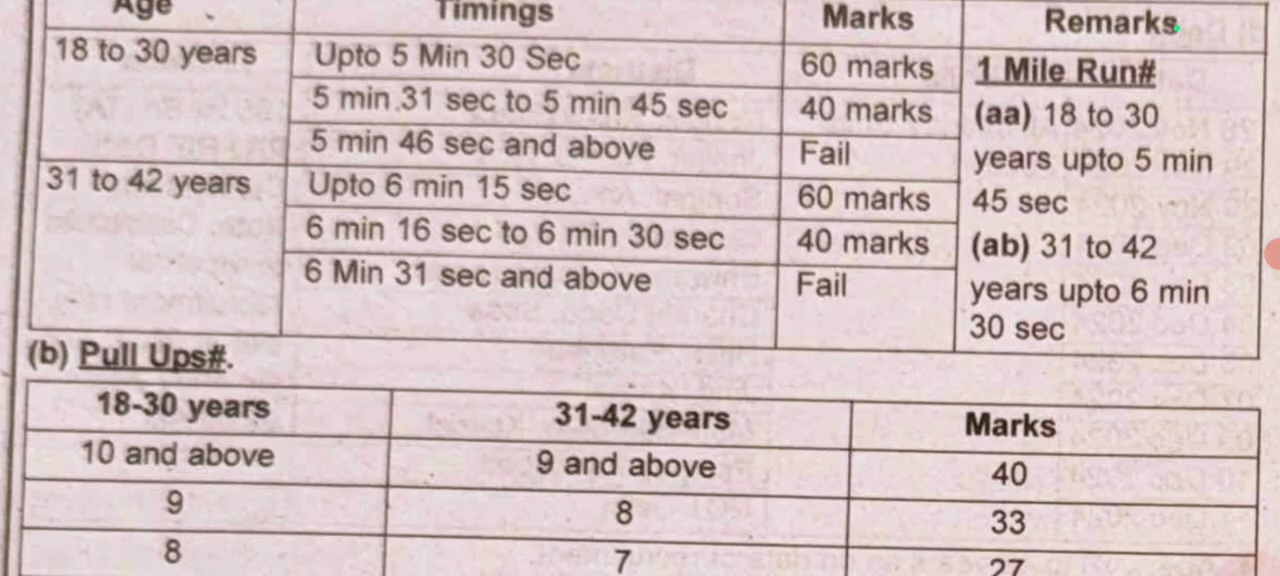 Age Timings Marks Remarks
18 to 30 years Upto 5 Min 30 Sec 60 marks 1 Mile Run#
5 min 31 sec to 5 min 45 sec 40 marks (aa) 18 to 30
5 min 46 sec and above Fail years upto 5 min
31 to 42 years Upto 6 min 15 sec 60 marks 45 sec
6 min 16 sec to 6 min 30 sec 40 marks (ab) 31 to 42
6 Min 31 sec and above Fail years upto 6 min
30 sec
(b) Pull Ups#.
18-30 years 31-42 years Marks
10 and above 9 and above 40
9 8 33
8 7 27